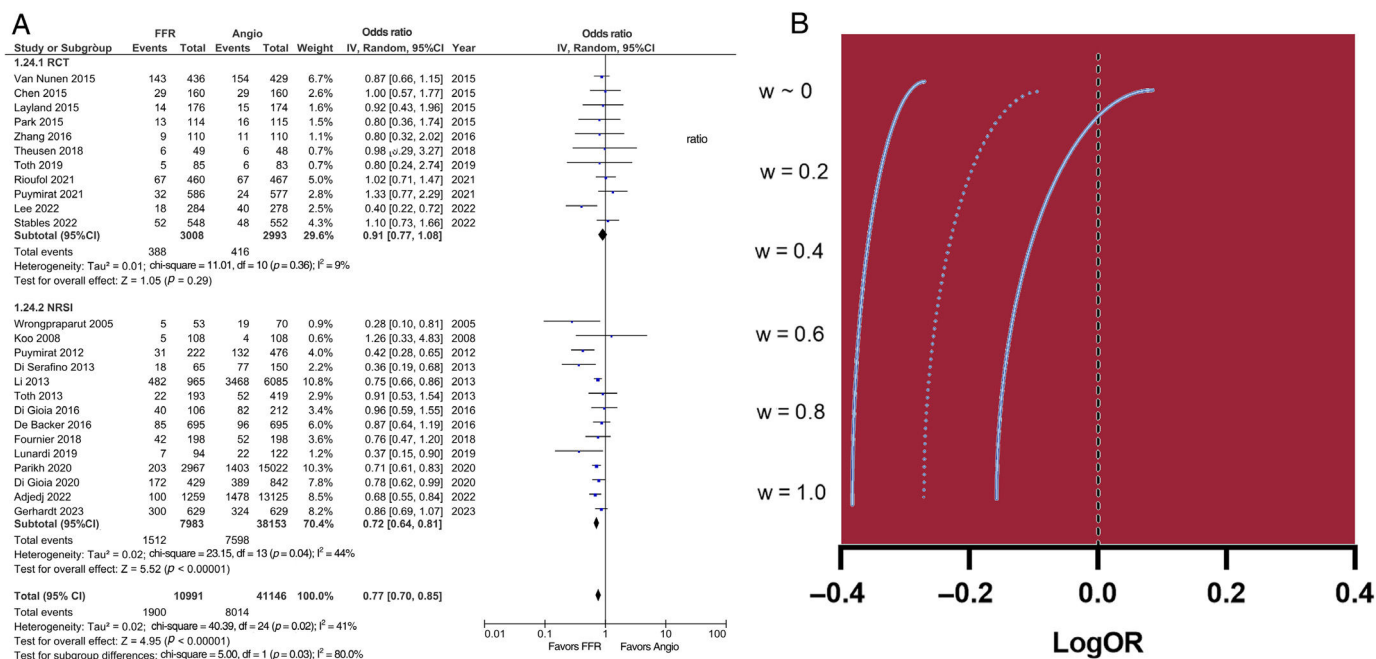 A
FFR Angio Odds ratio Odds ratio
Study or Subgròup Events Total Events Total Weight IV, Random, 95%CI Year IV, Random, 95%CI
1.24.1 RCT
Van Nunen 2015 143 436 154 429 6.7% 0.87 [0.66, 1.15] 2015
Chen 2015 29 160 29 160 2.6% 1.00 [0.57, 1.77] 2015
Layland 2015 14 176 15 174 1.5% 0.92 [0.43, 1.96] 2015
Park 2015 13 114 16 115 1.5% 0.80 [0.36, 1.74] 2015
Zhang 2016 9 110 11 110 1.1% 0.80 [0.32, 2.02] 2016
Theusen 2018 6 49 6 48 0.7% 0.98 [0.29, 3.27] 2018
Toth 2019 5 85 6 83 0.7% 0.80 [0.24, 2.74] 2019
Rioufol 2021 67 460 67 467 5.0% 1.02 [0.71, 1.47] 2021
Puymirat 2021 32 586 24 577 2.8% 1.33 [0.77, 2.29] 2021
Lee 2022 18 284 40 278 2.5% 0.40 [0.22, 0.72] 2022
Stables 2022 52 548 48 552 4.3% 1.10 [0.73, 1.66] 2022
Subtotal (95%CI) 3008 2993 29.6% 0.91 [0.77, 1.08]
Total events 388 416
Heterogeneity: Tau² = 0.01; chi-square = 11.01, df = 10 (p = 0.36); I² = 9%
Test for overall effect: Z = 1.05 (P = 0.29)
ratio
1.24.2 NRSI
Wrongpraparut 2005 5 53 19 70 0.9% 0.28 [0.10, 0.81] 2005
Koo 2008 5 108 4 108 0.6% 1.26 [0.33, 4.83] 2008
Puymirat 2012 31 222 132 476 4.0% 0.42 [0.28, 0.65] 2012
Di Serafino 2013 18 65 77 150 2.1% 0.36 [0.19, 0.68] 2013
Li 2013 482 965 3468 6085 10.8% 0.75 [0.66, 0.86] 2013
Toth 2013 22 193 52 419 2.9% 0.91 [0.53, 1.54] 2013
Di Gioia 2016 40 106 82 212 3.4% 0.96 [0.59, 1.55] 2016
De Backer 2016 85 695 96 695 6.1% 0.87 [0.64, 1.19] 2016
Fournier 2018 42 198 52 198 3.6% 0.76 [0.47, 1.20] 2018
Lunardi 2019 7 94 22 122 1.2% 0.37 [0.15, 0.90] 2019
Parikh 2020 203 2967 1403 15022 10.3% 0.71 [0.61, 0.83] 2020
Di Gioia 2020 172 429 389 842 7.8% 0.78 [0.62, 0.99] 2020
Adjedj 2022 100 1259 1478 13125 8.5% 0.68 [0.55, 0.84] 2022
Gerhardt 2023 300 629 324 629 8.2% 0.86 [0.69, 1.07] 2023
Subtotal (95%CI) 7983 38153 70.4% 0.72 [0.64, 0.81]
Total events 1512 7598
Heterogeneity: Tau² = 0.02; chi-square = 23.15, df = 13 (p = 0.04); I² = 44%
Test for overall effect: Z = 5.52 (p < 0.00001)
Total (95% CI) 10991 41146 100.0% 0.77 [0.70, 0.85]
Total events 1900 8014
Heterogeneity: Tau² = 0.02; chi-square = 40.39, df = 24 (p = 0.02); I² = 41%
Test for overall effect: Z = 4.95 (P < 0.00001)
Test for subgroup differences: chi-square = 5.00, df = 1 (p = 0.03); I² = 80.0%
0.01 0.1 1 10 100
Favors FFR Favors Angio
B
w ~ 0
w = 0.2
w = 0.4
w = 0.6
w = 0.8
w = 1.0
−0.4 −0.2 0.0 0.2 0.4
LogOR